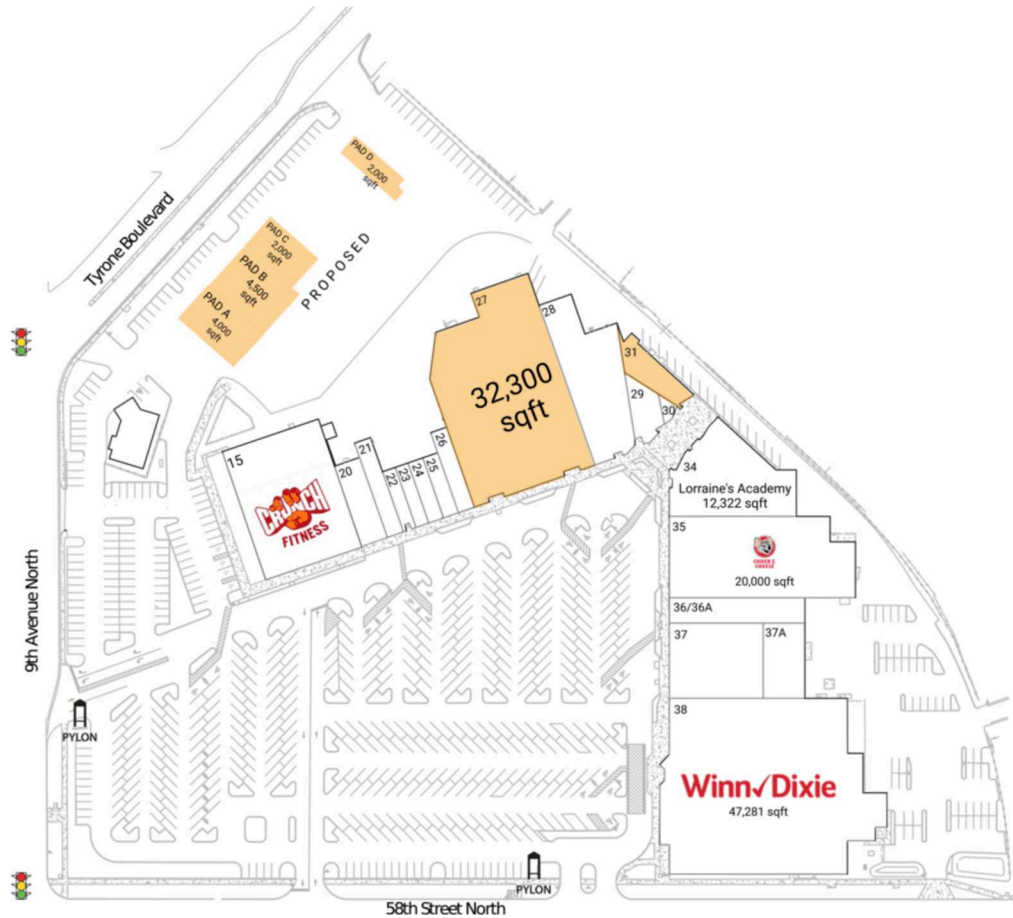 Tyrone Boulevard
PAD D
2,000
sqft
PAD C
2,000
sqft
PAD B
4,500
sqft
PAD A
4,000
sqft
PROPOSED
27
28
32,300
sqft
31
29
30
26
15
20
21
22
23
24
25
CRUNCH
FITNESS
34
Lorraine's Academy
12,322 sqft
35
CHUCK E.
CHEESE
20,000 sqft
36/36A
37
37A
38
Winn✓Dixie
47,281 sqft
9th Avenue North
PYLON
PYLON
58th Street North